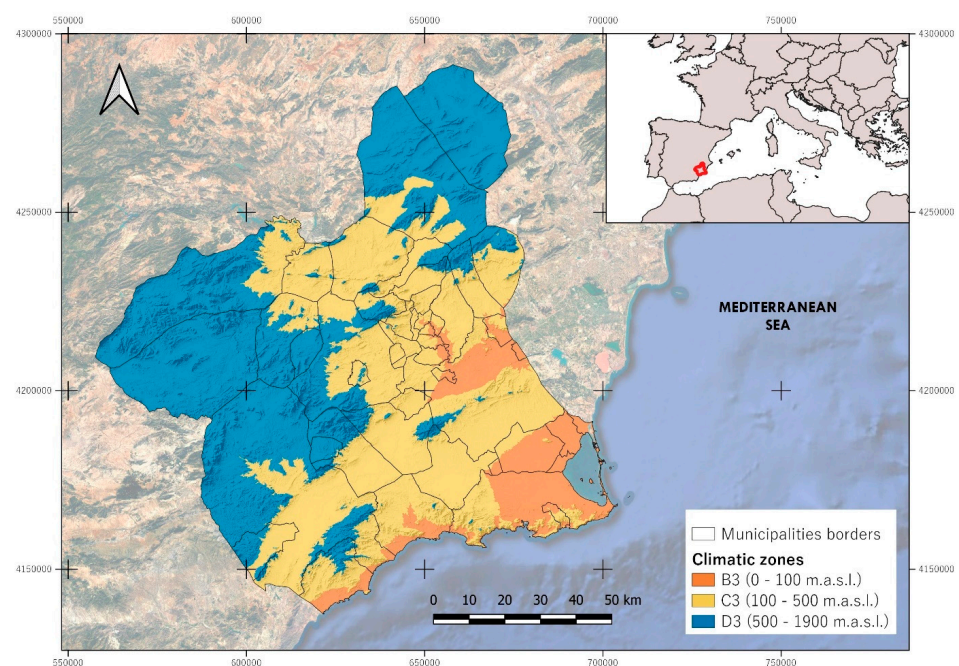 550000 600000 650000 700000 750000
4300000 4300000
4250000 4250000
MEDITERRANEAN
SEA
4200000 4200000
Municipalities borders
Climatic zones
B3 (0 - 100 m.a.s.l.)
4150000 4150000
C3 (100 - 500 m.a.s.l.)
0 10 20 30 40 50 km
D3 (500 - 1900 m.a.s.l.)
550000 600000 650000 700000 750000